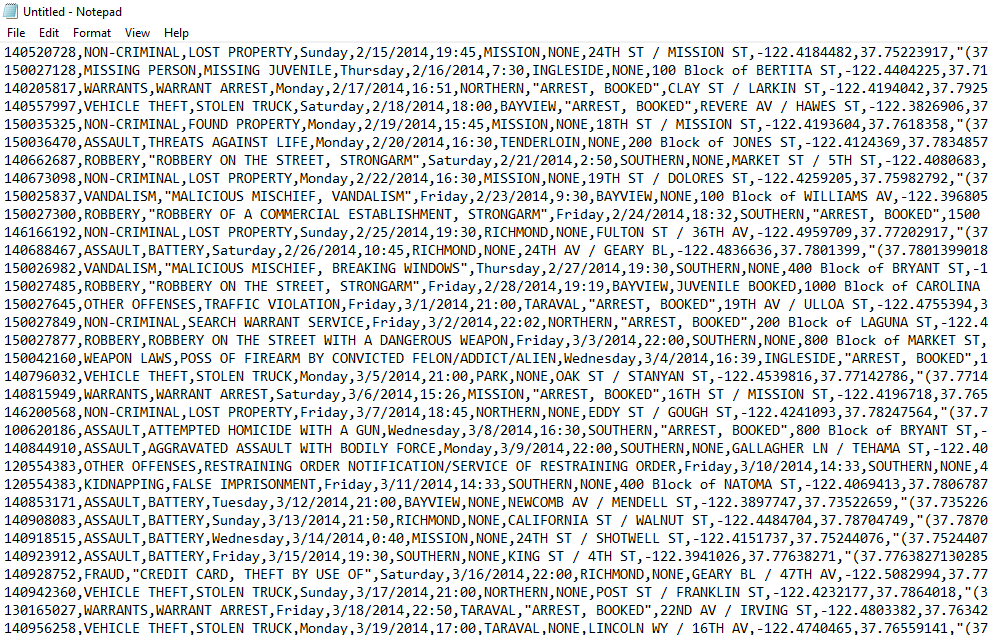 Untitled - Notepad
File Edit Format View Help
140520728,NON-CRIMINAL,LOST PROPERTY,Sunday,2/15/2014,19:45,MISSION,NONE,24TH ST / MISSION ST,-122.4184482,37.75223917,"(37
150027128,MISSING PERSON,MISSING JUVENILE,Thursday,2/16/2014,7:30,INGLESIDE,NONE,100 Block of BERTITA ST,-122.4404225,37.71
140205817,WARRANTS,WARRANT ARREST,Monday,2/17/2014,16:51,NORTHERN,"ARREST, BOOKED",CLAY ST / LARKIN ST,-122.4194042,37.7925
140557997,VEHICLE THEFT,STOLEN TRUCK,Saturday,2/18/2014,18:00,BAYVIEW,"ARREST, BOOKED",REVERE AV / HAWES ST,-122.3826906,37
150035325,NON-CRIMINAL,FOUND PROPERTY,Monday,2/19/2014,15:45,MISSION,NONE,18TH ST / MISSION ST,-122.4193604,37.7618358,"(37
150036470,ASSAULT,THREATS AGAINST LIFE,Monday,2/20/2014,16:30,TENDERLOIN,NONE,200 Block of JONES ST,-122.4124369,37.7834857
140662687,ROBBERY,"ROBBERY ON THE STREET, STRONGARM",Saturday,2/21/2014,2:50,SOUTHERN,NONE,MARKET ST / 5TH ST,-122.4080683,
140673098,NON-CRIMINAL,LOST PROPERTY,Monday,2/22/2014,16:30,MISSION,NONE,19TH ST / DOLORES ST,-122.4259205,37.75982792,"(37
150025837,VANDALISM,"MALICIOUS MISCHIEF, VANDALISM",Friday,2/23/2014,9:30,BAYVIEW,NONE,100 Block of WILLIAMS AV,-122.396805
150027300,ROBBERY,"ROBBERY OF A COMMERCIAL ESTABLISHMENT, STRONGARM",Friday,2/24/2014,18:32,SOUTHERN,"ARREST, BOOKED",1500
146166192,NON-CRIMINAL,LOST PROPERTY,Sunday,2/25/2014,19:30,RICHMOND,NONE,FULTON ST / 36TH AV,-122.4959709,37.77202917,"(37
140688467,ASSAULT,BATTERY,Saturday,2/26/2014,10:45,RICHMOND,NONE,24TH AV / GEARY BL,-122.4836636,37.7801399,"(37.7801399018
150026982,VANDALISM,"MALICIOUS MISCHIEF, BREAKING WINDOWS",Thursday,2/27/2014,19:30,SOUTHERN,NONE,400 Block of BRYANT ST,-1
150027485,ROBBERY,"ROBBERY ON THE STREET, STRONGARM",Friday,2/28/2014,19:19,BAYVIEW,JUVENILE BOOKED,1000 Block of CAROLINA
150027645,OTHER OFFENSES,TRAFFIC VIOLATION,Friday,3/1/2014,21:00,TARAVAL,"ARREST, BOOKED",19TH AV / ULLOA ST,-122.4755394,3
150027849,NON-CRIMINAL,SEARCH WARRANT SERVICE,Friday,3/2/2014,22:02,NORTHERN,"ARREST, BOOKED",200 Block of LAGUNA ST,-122.4
150027877,ROBBERY,ROBBERY ON THE STREET WITH A DANGEROUS WEAPON,Friday,3/3/2014,22:00,SOUTHERN,NONE,800 Block of MARKET ST,
150042160,WEAPON LAWS,POSS OF FIREARM BY CONVICTED FELON/ADDICT/ALIEN,Wednesday,3/4/2014,16:39,INGLESIDE,"ARREST, BOOKED",1
140796032,VEHICLE THEFT,STOLEN TRUCK,Monday,3/5/2014,21:00,PARK,NONE,OAK ST / STANYAN ST,-122.4539816,37.77142786,"(37.7714
140815949,WARRANTS,WARRANT ARREST,Saturday,3/6/2014,15:26,MISSION,"ARREST, BOOKED",16TH ST / MISSION ST,-122.4196718,37.765
146200568,NON-CRIMINAL,LOST PROPERTY,Friday,3/7/2014,18:45,NORTHERN,NONE,EDDY ST / GOUGH ST,-122.4241093,37.78247564,"(37.7
100620186,ASSAULT,ATTEMPTED HOMICIDE WITH A GUN,Wednesday,3/8/2014,16:30,SOUTHERN,"ARREST, BOOKED",800 Block of BRYANT ST,-
140844910,ASSAULT,AGGRAVATED ASSAULT WITH BODILY FORCE,Monday,3/9/2014,22:00,SOUTHERN,NONE,GALLAGHER LN / TEHAMA ST,-122.40
120554383,OTHER OFFENSES,RESTRAINING ORDER NOTIFICATION/SERVICE OF RESTRAINING ORDER,Friday,3/10/2014,14:33,SOUTHERN,NONE,4
120554383,KIDNAPPING,FALSE IMPRISONMENT,Friday,3/11/2014,14:33,SOUTHERN,NONE,400 Block of NATOMA ST,-122.4069413,37.7806787
140853171,ASSAULT,BATTERY,Tuesday,3/12/2014,21:00,BAYVIEW,NONE,NEWCOMB AV / MENDELL ST,-122.3897747,37.73522659,"(37.735226
140908083,ASSAULT,BATTERY,Sunday,3/13/2014,21:50,RICHMOND,NONE,CALIFORNIA ST / WALNUT ST,-122.4484704,37.78704749,"(37.7870
140918515,ASSAULT,BATTERY,Wednesday,3/14/2014,0:40,MISSION,NONE,24TH ST / SHOTWELL ST,-122.4151737,37.75244076,"(37.7524407
140923912,ASSAULT,BATTERY,Friday,3/15/2014,19:30,SOUTHERN,NONE,KING ST / 4TH ST,-122.3941026,37.77638271,"(37.7763827130285
140928752,FRAUD,"CREDIT CARD, THEFT BY USE OF",Saturday,3/16/2014,22:00,RICHMOND,NONE,GEARY BL / 47TH AV,-122.5082994,37.77
140942360,VEHICLE THEFT,STOLEN TRUCK,Sunday,3/17/2014,21:00,NORTHERN,NONE,POST ST / FRANKLIN ST,-122.4232177,37.7864018,"(3
130165027,WARRANTS,WARRANT ARREST,Friday,3/18/2014,22:50,TARAVAL,"ARREST, BOOKED",22ND AV / IRVING ST,-122.4803382,37.76342
140956258,VEHICLE THEFT,STOLEN TRUCK,Monday,3/19/2014,17:00,TARAVAL,NONE,LINCOLN WY / 16TH AV,-122.4740465,37.76559141,"(37